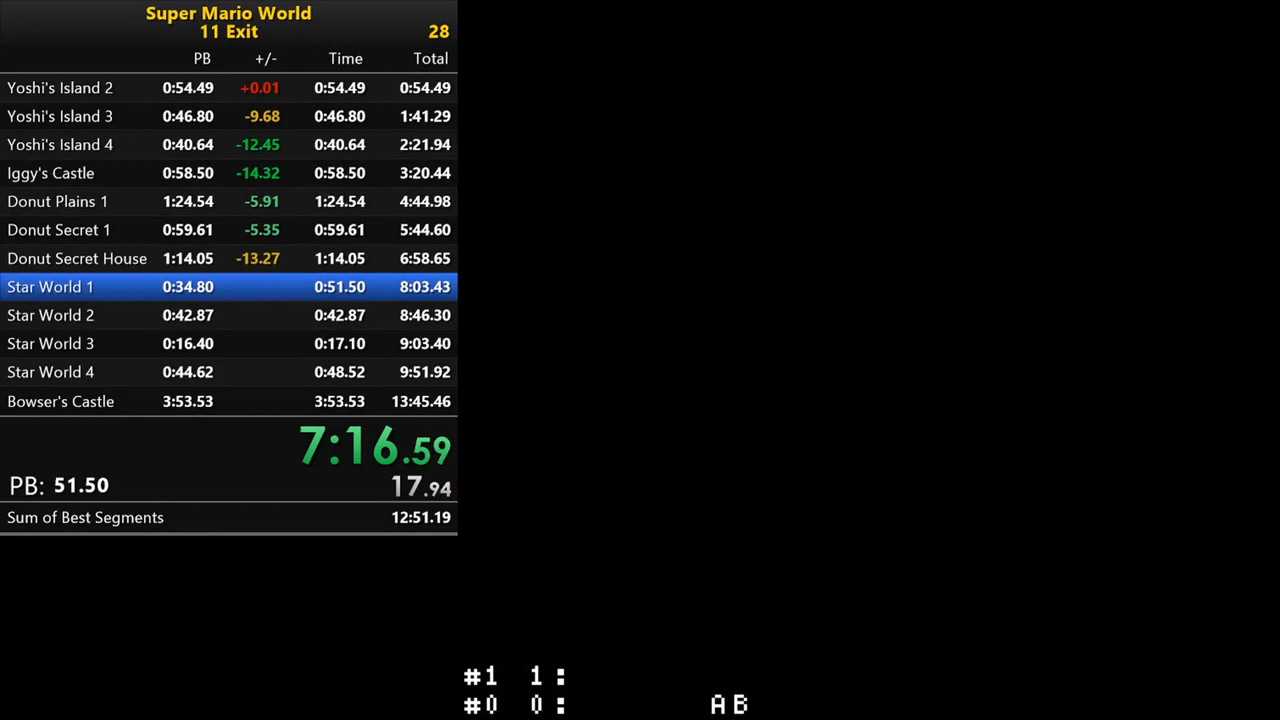 Super Mario World
11 Exit 28
PB +/- Time Total
Yoshi's Island 2 0:54.49 +0.01 0:54.49 0:54.49
Yoshi's Island 3 0:46.80 -9.68 0:46.80 1:41.29
Yoshi's Island 4 0:40.64 -12.45 0:40.64 2:21.94
Iggy's Castle 0:58.50 -14.32 0:58.50 3:20.44
Donut Plains 1 1:24.54 -5.91 1:24.54 4:44.98
Donut Secret 1 0:59.61 -5.35 0:59.61 5:44.60
Donut Secret House 1:14.05 -13.27 1:14.05 6:58.65
Star World 1 0:34.80 0:51.50 8:03.43
Star World 2 0:42.87 0:42.87 8:46.30
Star World 3 0:16.40 0:17.10 9:03.40
Star World 4 0:44.62 0:48.52 9:51.92
Bowser's Castle 3:53.53 3:53.53 13:45.46
7:16.59
PB: 51.50 17.94
Sum of Best Segments 12:51.19
#1 1:
#0 0: AB